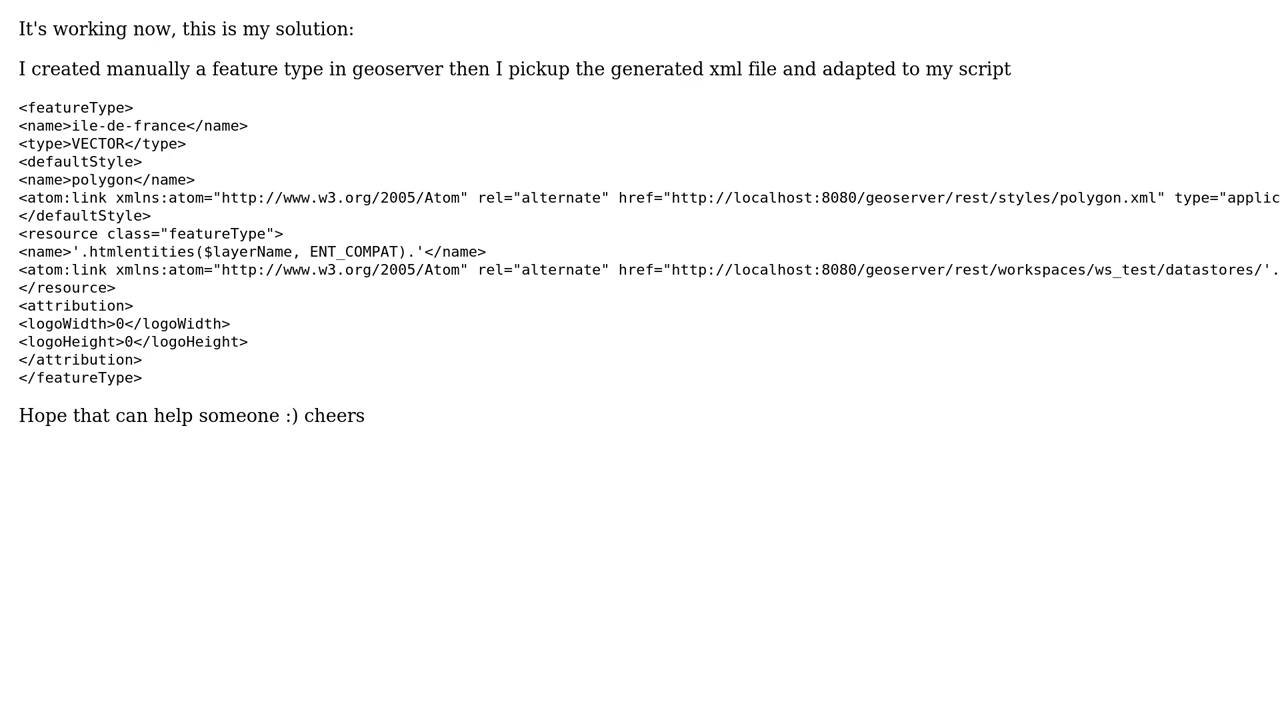 It's working now, this is my solution:
I created manually a feature type in geoserver then I pickup the generated xml file and adapted to my script
<featureType>
<name>ile-de-france</name>
<type>VECTOR</type>
<defaultStyle>
<name>polygon</name>
<atom:link xmlns:atom="http://www.w3.org/2005/Atom" rel="alternate" href="http://localhost:8080/geoserver/rest/styles/polygon.xml" type="applic
</defaultStyle>
<resource class="featureType">
<name>'.htmlentities($layerName, ENT_COMPAT).'</name>
<atom:link xmlns:atom="http://www.w3.org/2005/Atom" rel="alternate" href="http://localhost:8080/geoserver/rest/workspaces/ws_test/datastores/'.
</resource>
<attribution>
<logoWidth>0</logoWidth>
<logoHeight>0</logoHeight>
</attribution>
</featureType>
Hope that can help someone :) cheers